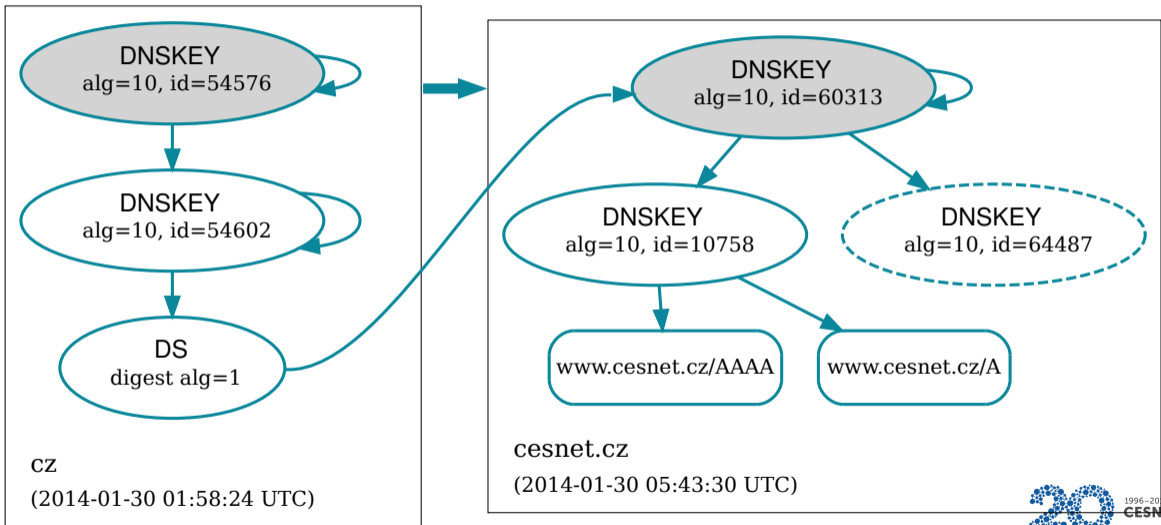 DNSKEY
alg=10, id=54576
DNSKEY
alg=10, id=54602
DS
digest alg=1
cz
(2014-01-30 01:58:24 UTC)
DNSKEY
alg=10, id=60313
DNSKEY
alg=10, id=10758
DNSKEY
alg=10, id=64487
www.cesnet.cz/AAAA
www.cesnet.cz/A
cesnet.cz
(2014-01-30 05:43:30 UTC)
20